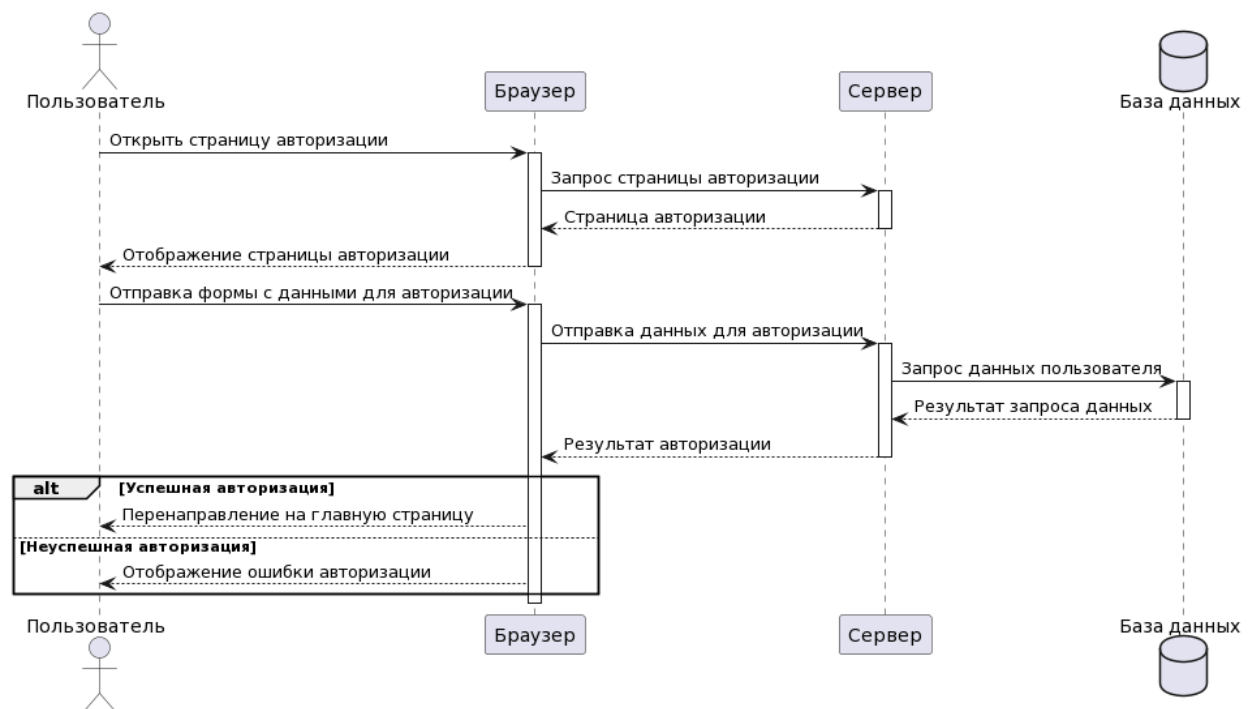 Пользователь
Браузер
Сервер
База данных
Открыть страницу авторизации
Запрос страницы авторизации
Страница авторизации
Отображение страницы авторизации
Отправка формы с данными для авторизации
Отправка данных для авторизации
Запрос данных пользователя
Результат запроса данных
Результат авторизации
alt [Успешная авторизация]
Перенаправление на главную страницу
[Неуспешная авторизация]
Отображение ошибки авторизации
Пользователь
Браузер
Сервер
База данных